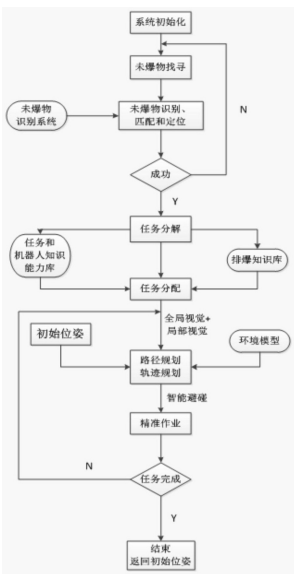 系统初始化
未爆物找寻
未爆物
识别系统
未爆物识别、
匹配和定位
N
成功
Y
任务分解
任务和
机器人知识
能力库
排爆知识库
任务分配
全局视觉+
局部视觉
初始位姿
路径规划
轨迹规划
环境模型
智能避碰
精准作业
N
任务完成
Y
结束
返回初始位姿